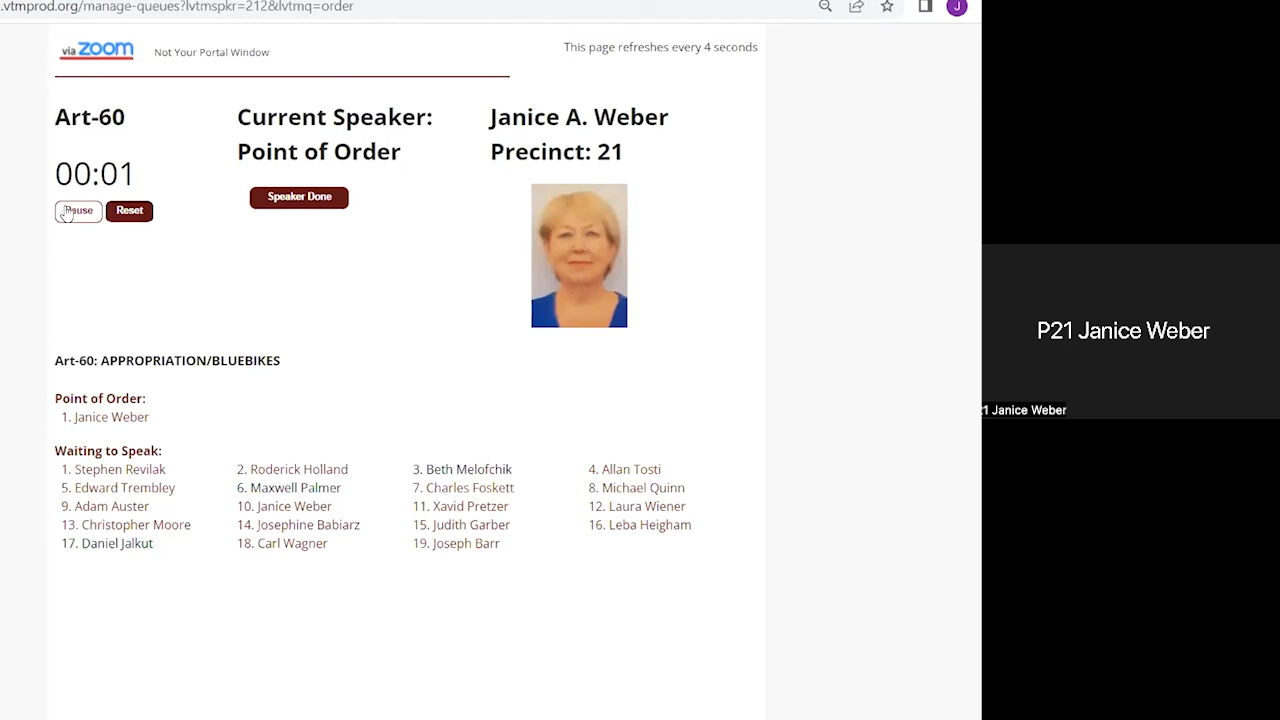 .vtmprod.org/manage-queues?lvtmspkr=212&lvtmq=order
J
via zoom
Not Your Portal Window
This page refreshes every 4 seconds
Art-60
Current Speaker:
Janice A. Weber
Point of Order
Precinct: 21
00:01
Speaker Done
Reset
P21 Janice Weber
Art-60: APPROPRIATION/BLUEBIKES
Point of Order:
1. Janice Weber
1 Janice Weber
Waiting to Speak:
1. Stephen Revilak 2. Roderick Holland 3. Beth Melofchik 4. Allan Tosti
5. Edward Trembley 6. Maxwell Palmer 7. Charles Foskett 8. Michael Quinn
9. Adam Auster 10. Janice Weber 11. Xavid Pretzer 12. Laura Wiener
13. Christopher Moore 14. Josephine Babiarz 15. Judith Garber 16. Leba Heigham
17. Daniel Jalkut 18. Carl Wagner 19. Joseph Barr